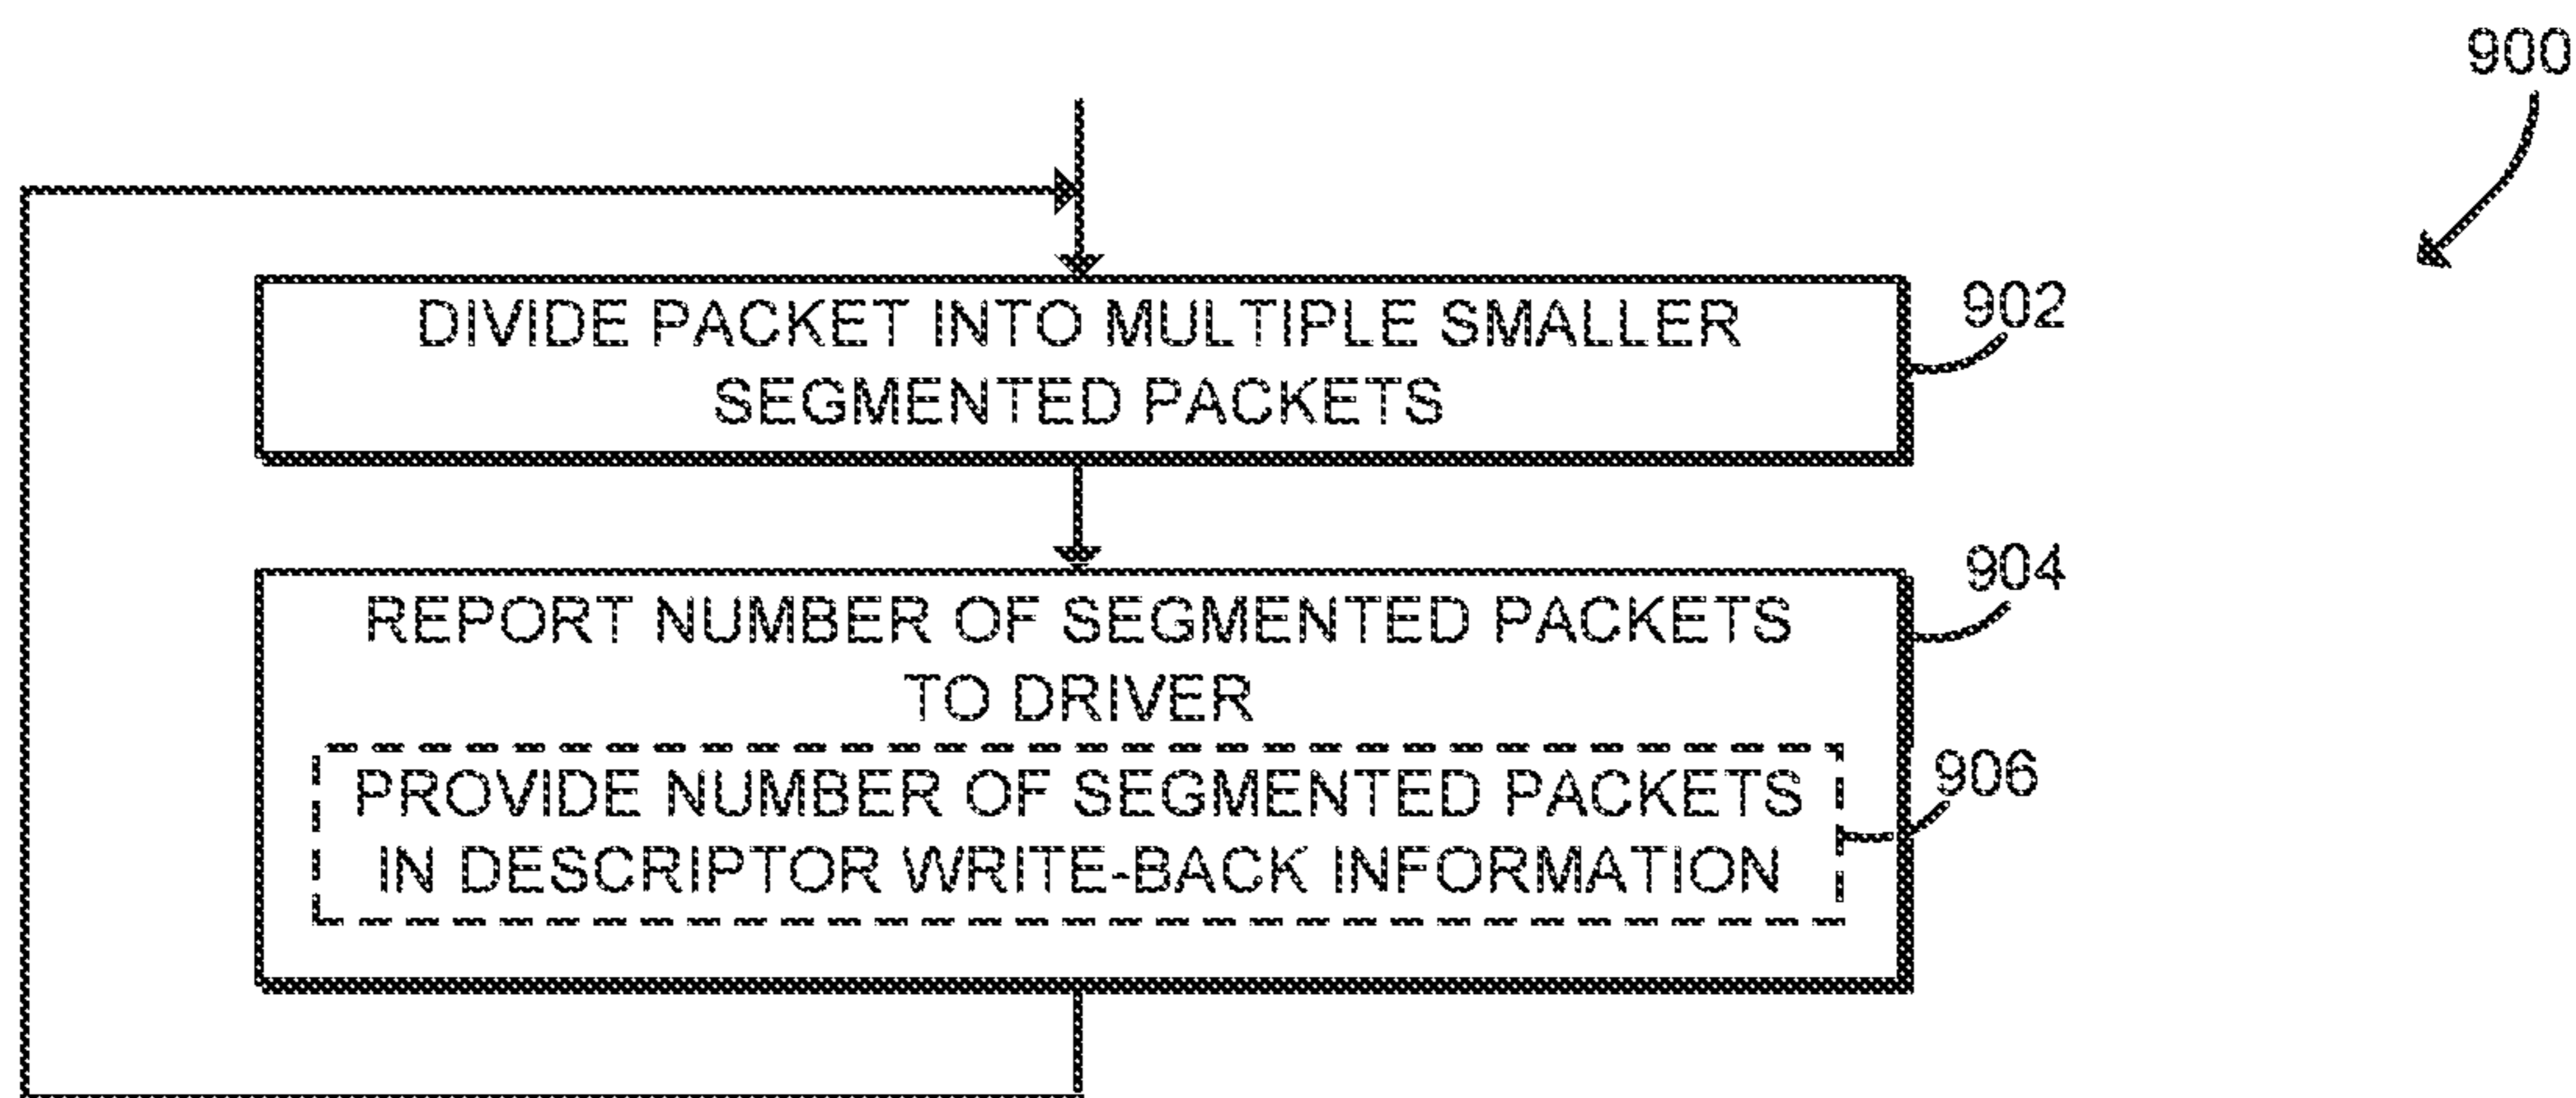 900
DIVIDE PACKET INTO MULTIPLE SMALLER
SEGMENTED PACKETS
902
REPORT NUMBER OF SEGMENTED PACKETS
TO DRIVER
904
PROVIDE NUMBER OF SEGMENTED PACKETS
IN DESCRIPTOR WRITE-BACK INFORMATION
906